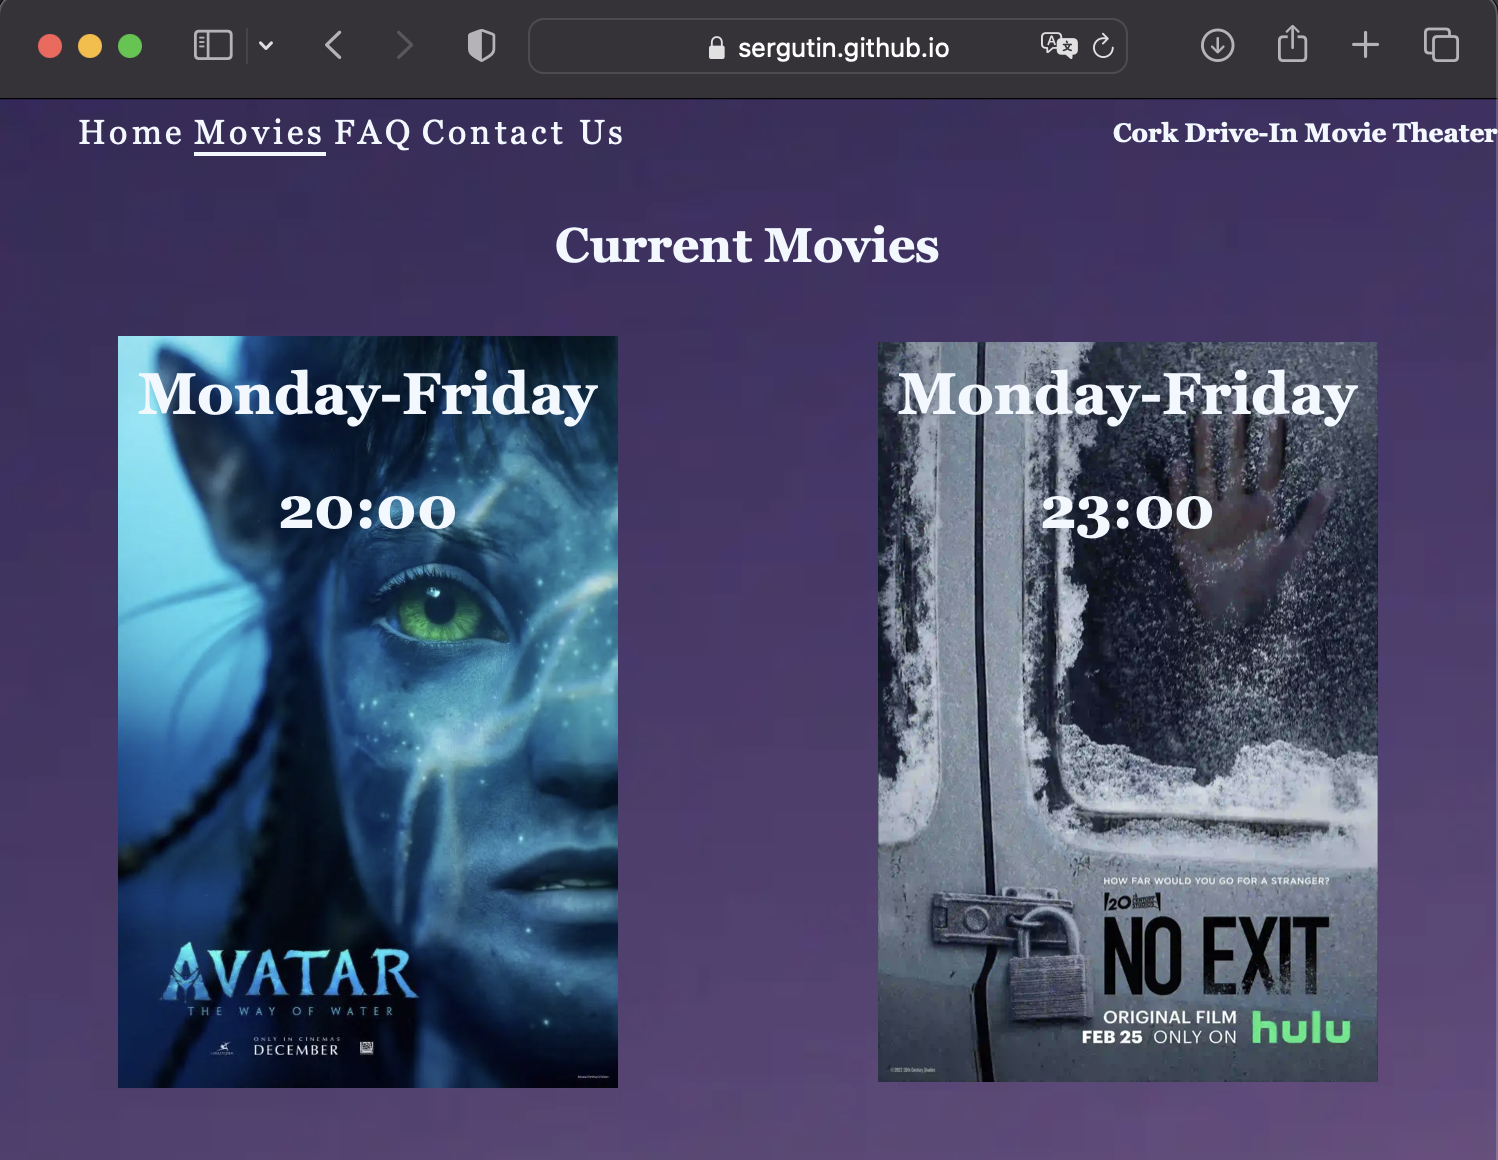 sergutin.github.io
Home Movies FAQ Contact Us
Cork Drive-In Movie Theater
Current Movies
Monday-Friday
20:00
AVATAR
THE WAY OF WATER
ONLY IN CINEMAS
DECEMBER
Monday-Friday
23:00
HOW FAR WOULD YOU GO FOR A STRANGER?
20TH CENTURY STUDIOS
NO EXIT
ORIGINAL FILM
FEB 25 ONLY ON hulu